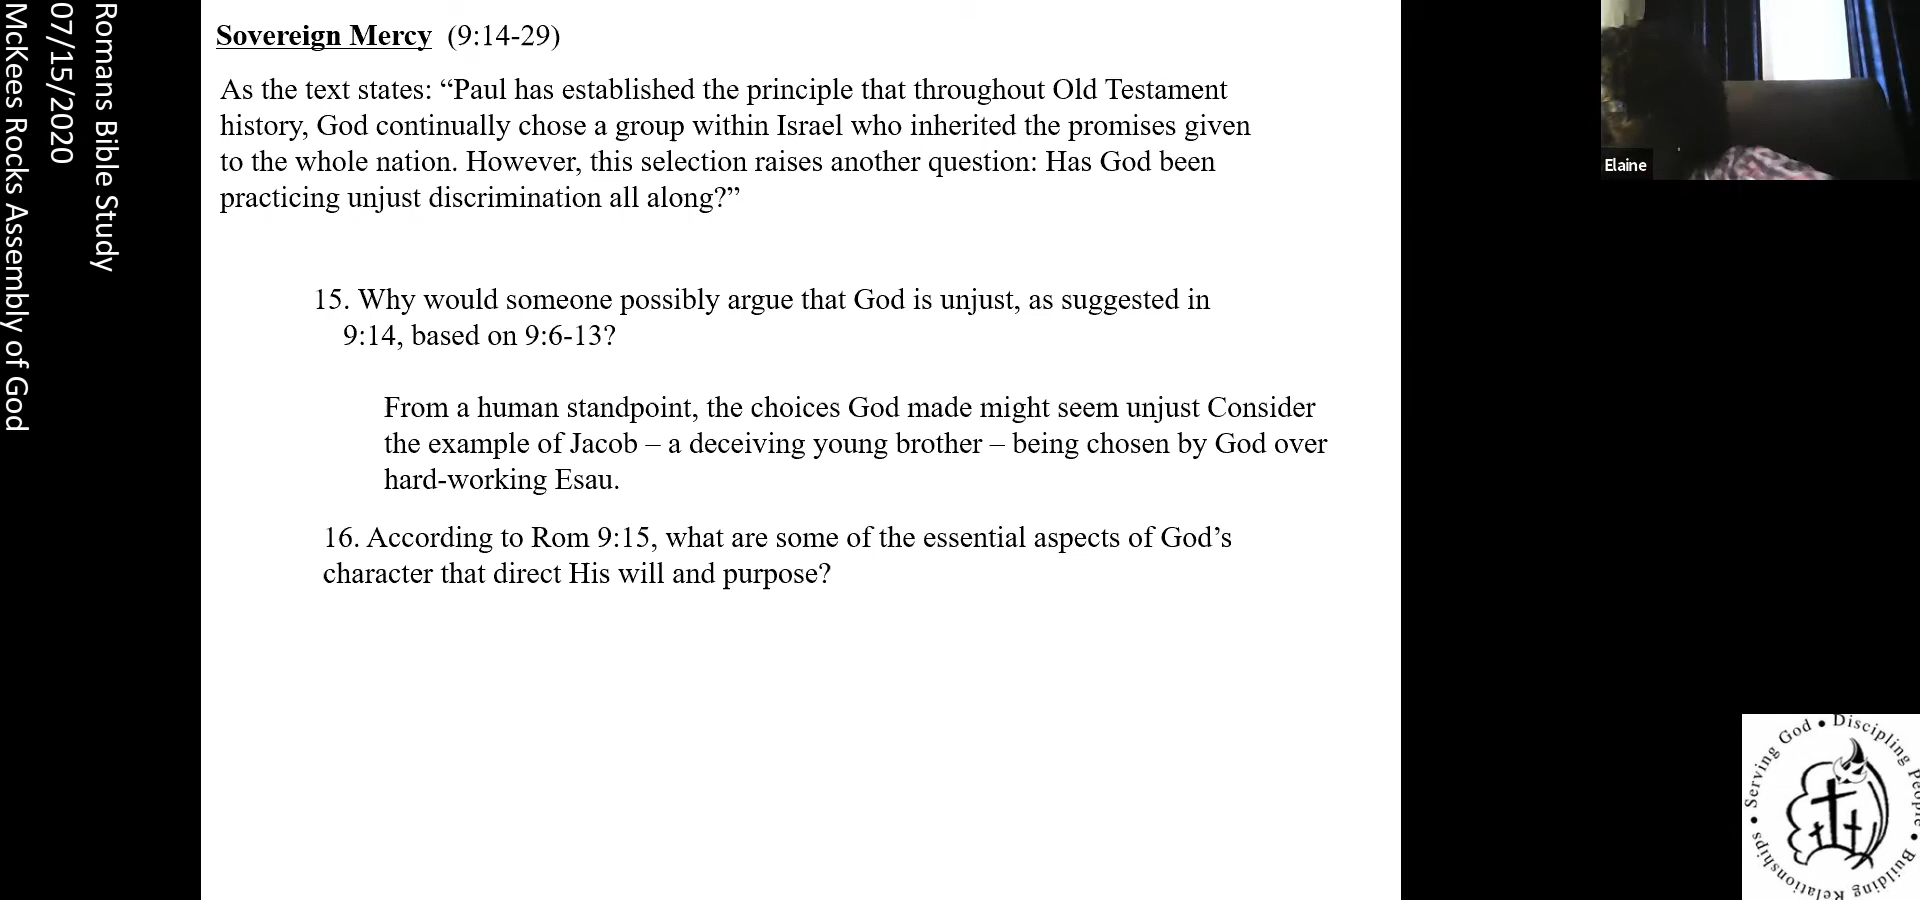 Romans Bible Study
07/15/2020
McKees Rocks Assembly of God
Sovereign Mercy (9:14-29)
As the text states: “Paul has established the principle that throughout Old Testament
history, God continually chose a group within Israel who inherited the promises given
to the whole nation. However, this selection raises another question: Has God been
practicing unjust discrimination all along?”
15. Why would someone possibly argue that God is unjust, as suggested in
9:14, based on 9:6-13?
From a human standpoint, the choices God made might seem unjust Consider
the example of Jacob – a deceiving young brother – being chosen by God over
hard-working Esau.
16. According to Rom 9:15, what are some of the essential aspects of God’s
character that direct His will and purpose?
Elaine
Serving God • Discipling People • Building Relationships •